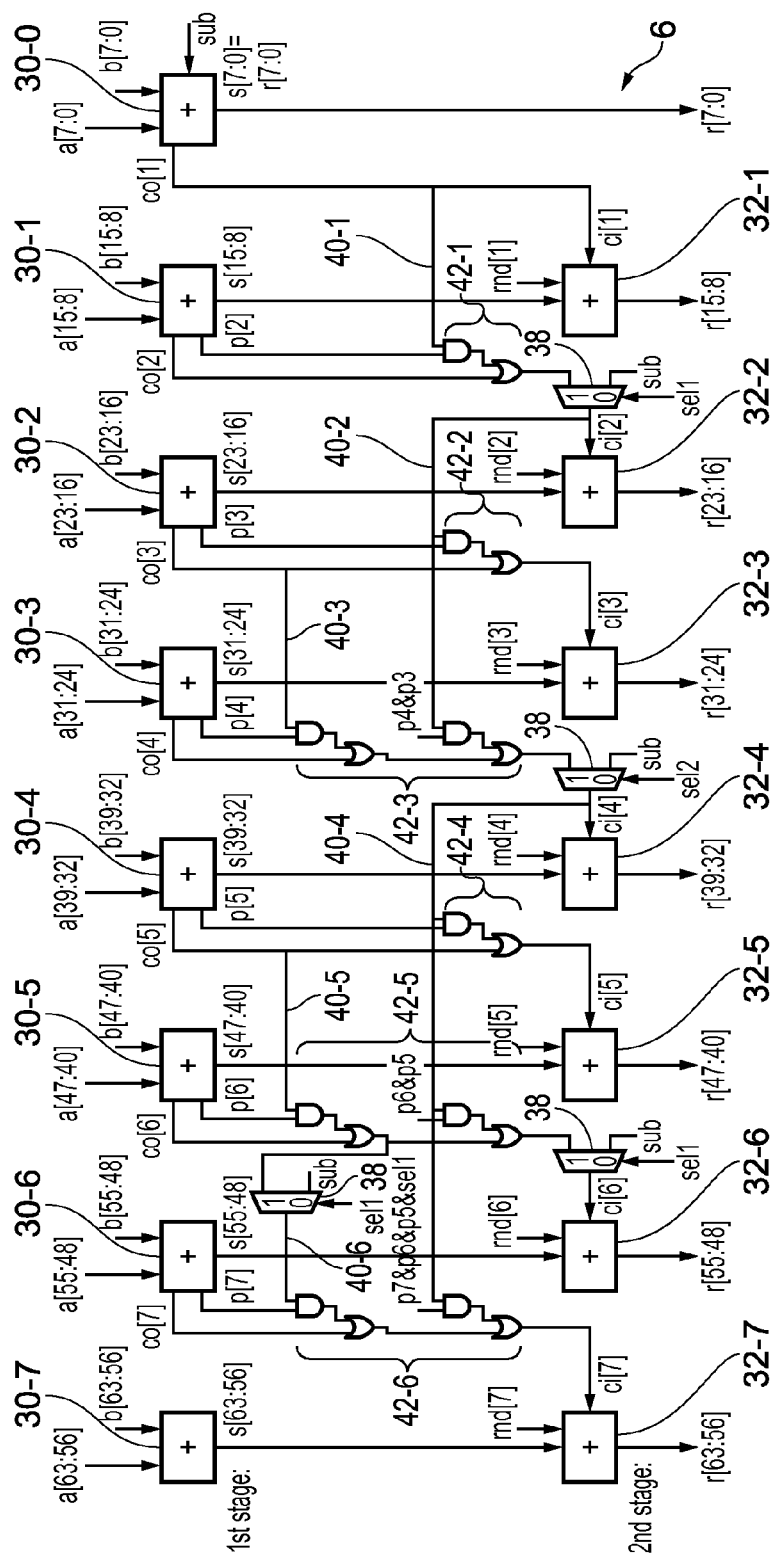 30-7
30-6
30-5
30-4
30-3
30-2
30-1
30-0
a[63:56]
b[63:56]
a[55:48]
b[55:48]
a[47:40]
b[47:40]
a[39:32]
b[39:32]
a[31:24]
b[31:24]
a[23:16]
b[23:16]
a[15:8]
b[15:8]
a[7:0]
b[7:0]
+
+
+
+
+
+
+
+
sub
co[7]
co[6]
co[5]
co[4]
co[3]
co[2]
co[1]
1st stage:
s[63:56]
p[7]
s[55:48]
p[6]
s[47:40]
p[5]
s[39:32]
p[4]
s[31:24]
p[3]
s[23:16]
p[2]
s[15:8]
s[7:0]=
r[7:0]
1
0
sub
sel1
38
40-6
40-5
40-4
40-3
40-2
40-1
42-6
42-5
42-4
42-3
42-2
42-1
p7&p6&p5&sel1
p6&p5
p4&p3
rnd[7]
rnd[6]
rnd[5]
rnd[4]
rnd[3]
rnd[2]
rnd[1]
38
38
38
1
0
1
0
1
0
sub
sel1
sub
sel2
sub
sel1
ci[7]
ci[6]
ci[5]
ci[4]
ci[3]
ci[2]
ci[1]
+
+
+
+
+
+
+
2nd stage:
r[63:56]
r[55:48]
r[47:40]
r[39:32]
r[31:24]
r[23:16]
r[15:8]
r[7:0]
32-7
32-6
32-5
32-4
32-3
32-2
32-1
6